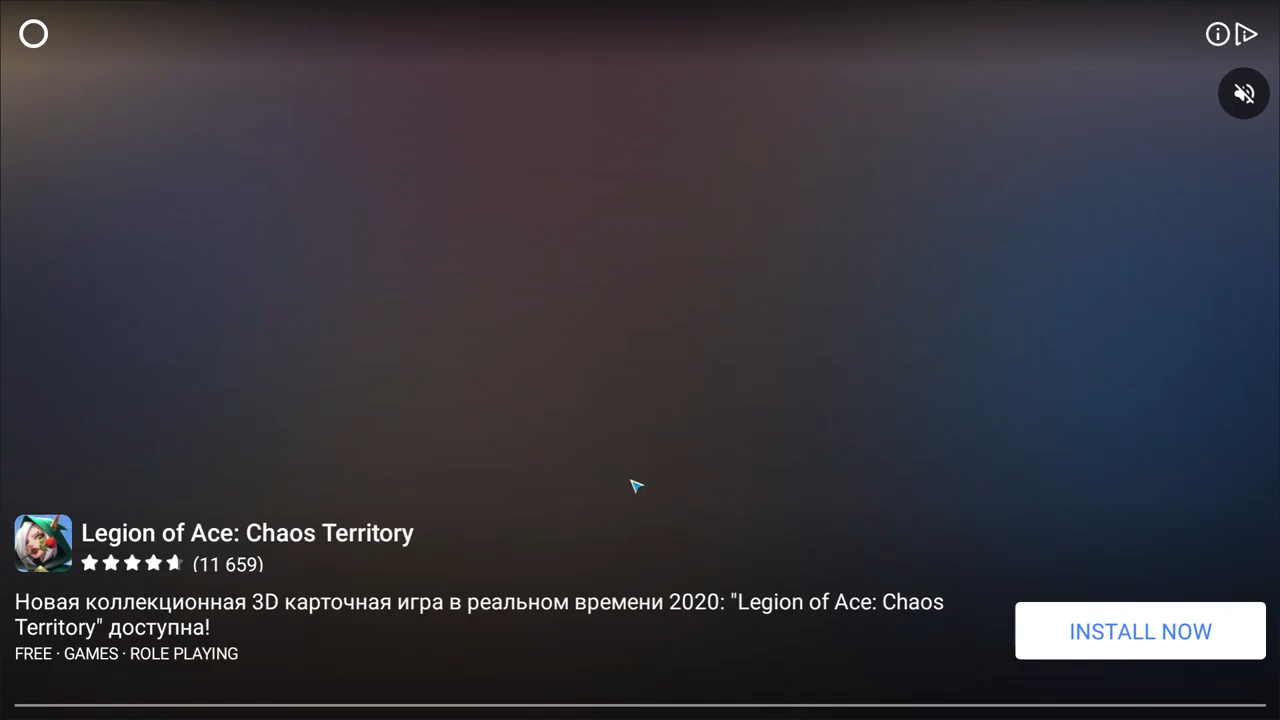 Legion of Ace: Chaos Territory
(11 659)
Новая коллекционная 3D карточная игра в реальном времени 2020: "Legion of Ace: Chaos
Territory" доступна!
INSTALL NOW
FREE · GAMES · ROLE PLAYING